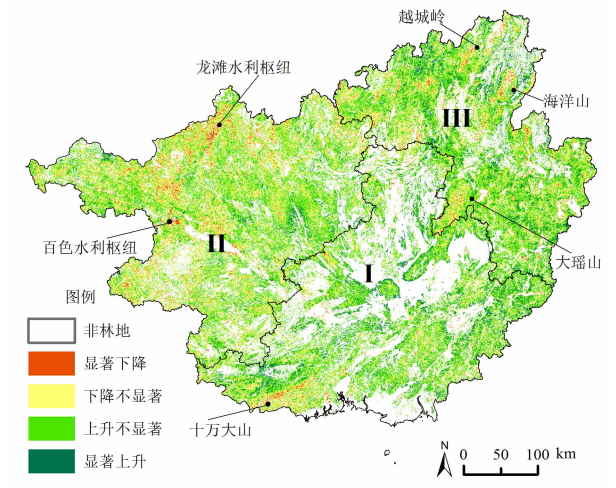 越城岭
龙滩水利枢纽
海洋山
III
百色水利枢纽
II
大瑶山
I
图例
非林地
显著下降
下降不显著
上升不显著
显著上升
十万大山
N
0 50 100 km